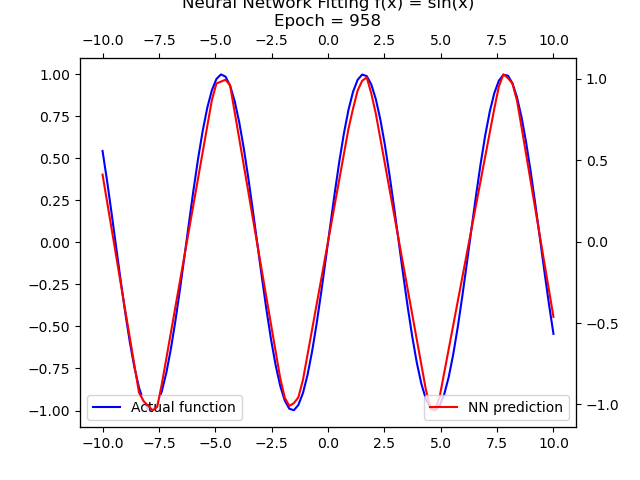 Neural Network Fitting f(x) = sin(x)
Epoch = 958
−10.0 −7.5 −5.0 −2.5 0.0 2.5 5.0 7.5 10.0
1.00 1.0
0.75
0.50 0.5
0.25
0.00 0.0
−0.25
−0.50 −0.5
−0.75
−1.00 −1.0
Actual function NN prediction
−10.0 −7.5 −5.0 −2.5 0.0 2.5 5.0 7.5 10.0